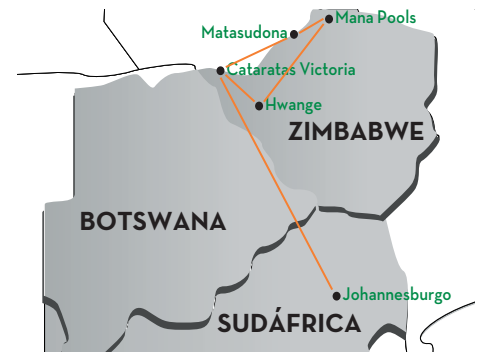 Mana Pools
Matasudona
Cataratas Victoria
Hwange
ZIMBABWE
BOTSWANA
Johannesburgo
SUDÁFRICA